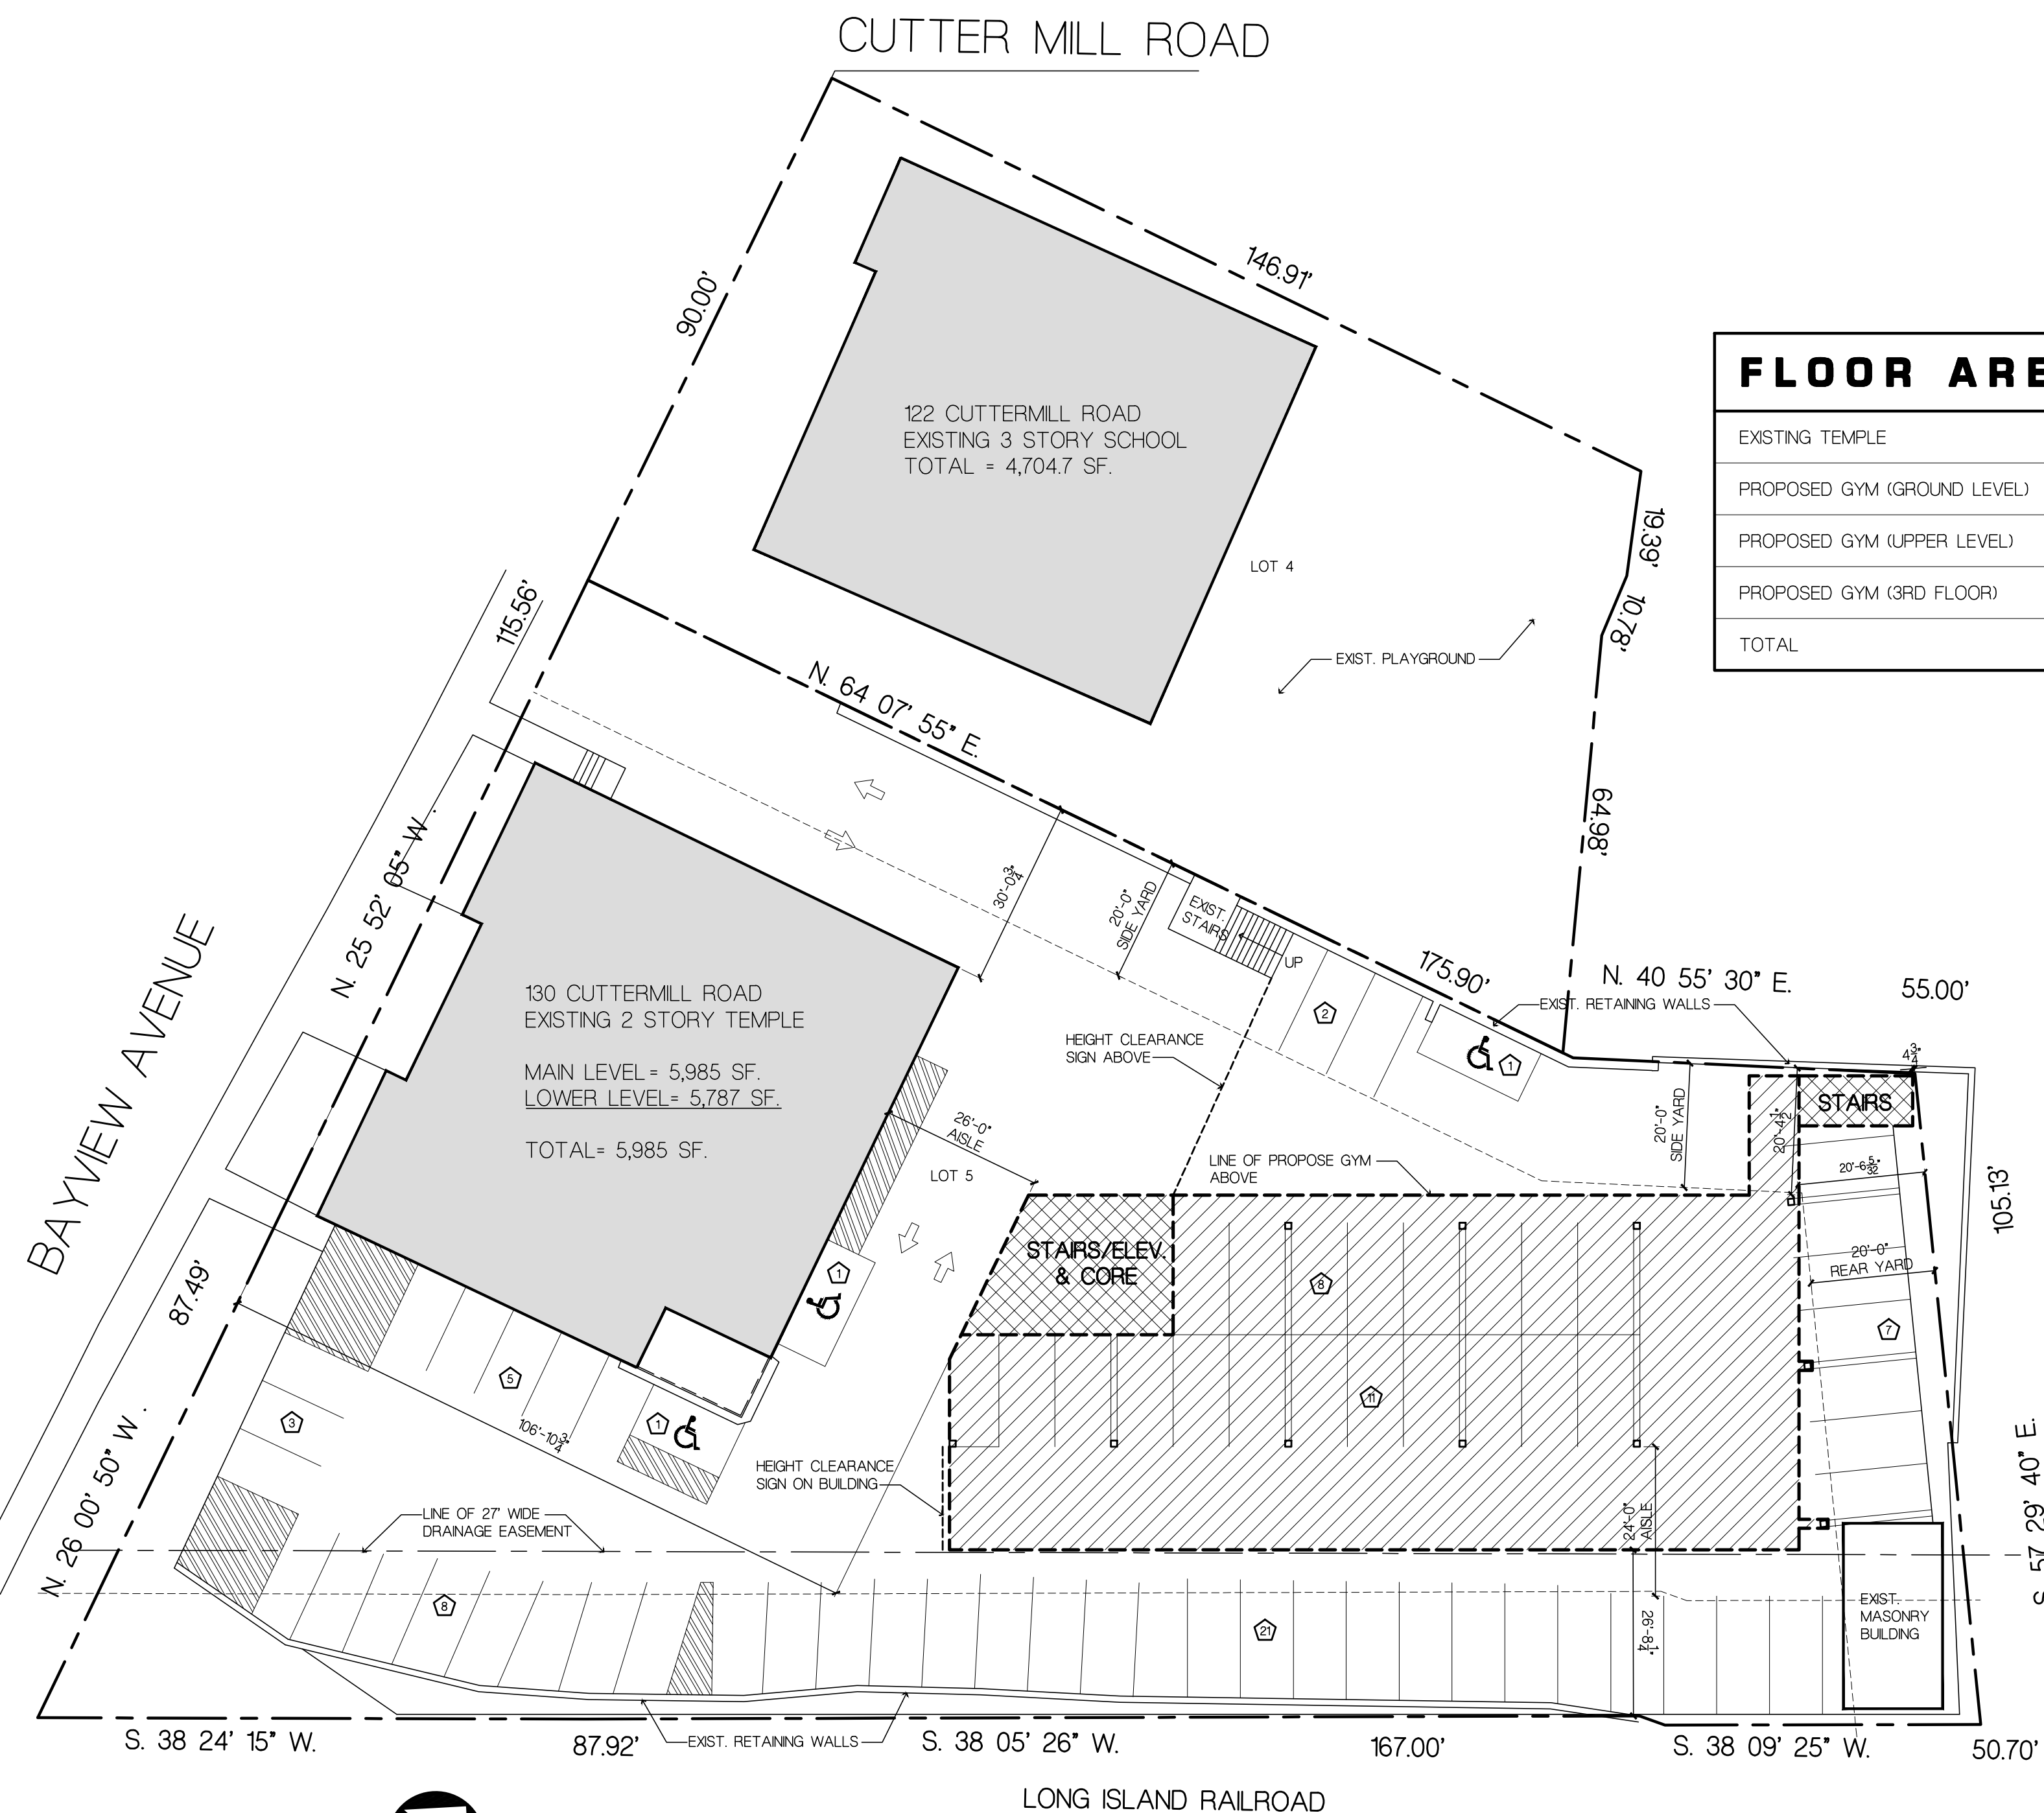 CUTTER MILL ROAD
146.91'
90.00'
FLOOR ARE
EXISTING TEMPLE
PROPOSED GYM (GROUND LEVEL)
PROPOSED GYM (UPPER LEVEL)
PROPOSED GYM (3RD FLOOR)
TOTAL
122 CUTTERMILL ROAD
EXISTING 3 STORY SCHOOL
TOTAL = 4,704.7 SF.
19.39'
10.78'
64.98'
LOT 4
EXIST. PLAYGROUND
115.56'
N. 64 07' 55" E.
N. 25 52' 05" W .
30'-0 3/4"
20'-0"
SIDE YARD
EXIST.
STAIRS
UP
175.90'
N. 40 55' 30" E.
55.00'
EXIST. RETAINING WALLS
BAYVIEW AVENUE
130 CUTTERMILL ROAD
EXISTING 2 STORY TEMPLE
MAIN LEVEL= 5,985 SF.
LOWER LEVEL= 5,787 SF.
TOTAL= 5,985 SF.
HEIGHT CLEARANCE
SIGN ABOVE
2
1
4 3/4"
STAIRS
20'-0"
SIDE YARD
20'-4 1/2"
20'-6 5/32"
26'-0"
AISLE
LOT 5
LINE OF PROPOSE GYM
ABOVE
105.13'
20'-0"
REAR YARD
STAIRS/ELEV.
& CORE
8
7
1
87.49'
5
11
3
106'-10 3/4"
1
HEIGHT CLEARANCE
SIGN ON BUILDING
N. 26 00' 50" W .
LINE OF 27' WIDE
DRAINAGE EASEMENT
24'-0"
AISLE
S. 57 29' 40" E.
8
21
26'-8 1/4"
EXIST.
MASONRY
BUILDING
S. 38 24' 15" W.
87.92'
EXIST. RETAINING WALLS
S. 38 05' 26" W.
167.00'
S. 38 09' 25" W.
50.70'
LONG ISLAND RAILROAD